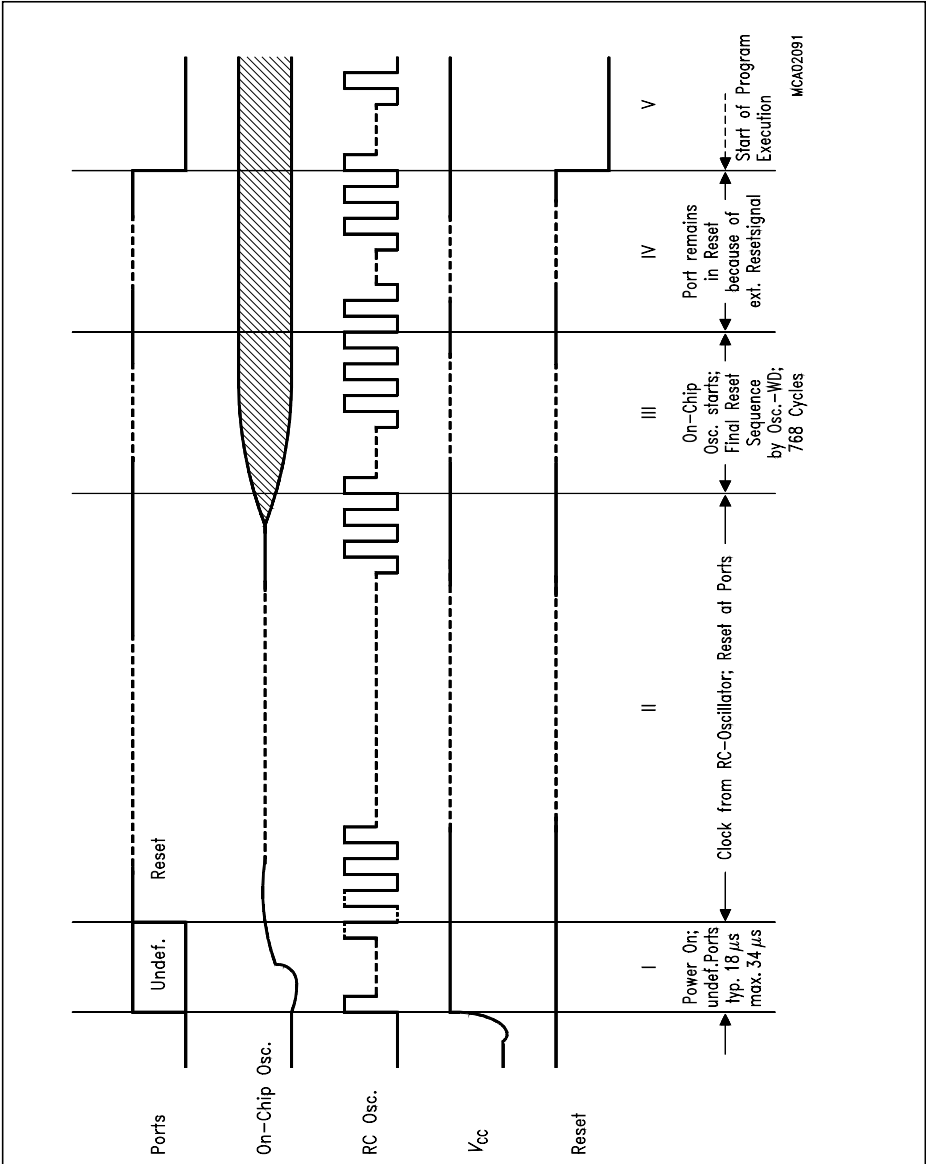 Ports
Undef.
Reset
On-Chip Osc.
RC Osc.
VCC
Reset
I
II
III
IV
V
Power On;
undef.Ports
typ. 18 µs
max. 34 µs
Clock from RC-Oscillator; Reset at Ports
On-Chip
Osc. starts;
Final Reset
Sequence
by Osc.-WD;
768 Cycles
Port remains
in Reset
because of
ext. Resetsignal
Start of Program
Execution
MCA02091